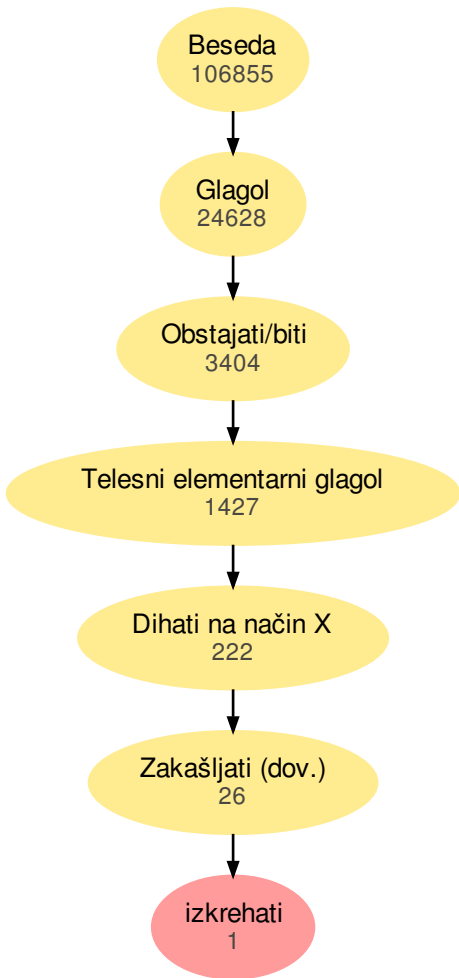 Beseda
106855
Glagol
24628
Obstajati/biti
3404
Telesni elementarni glagol
1427
Dihati na način X
222
Zakašljati (dov.)
26
izkrehati
1